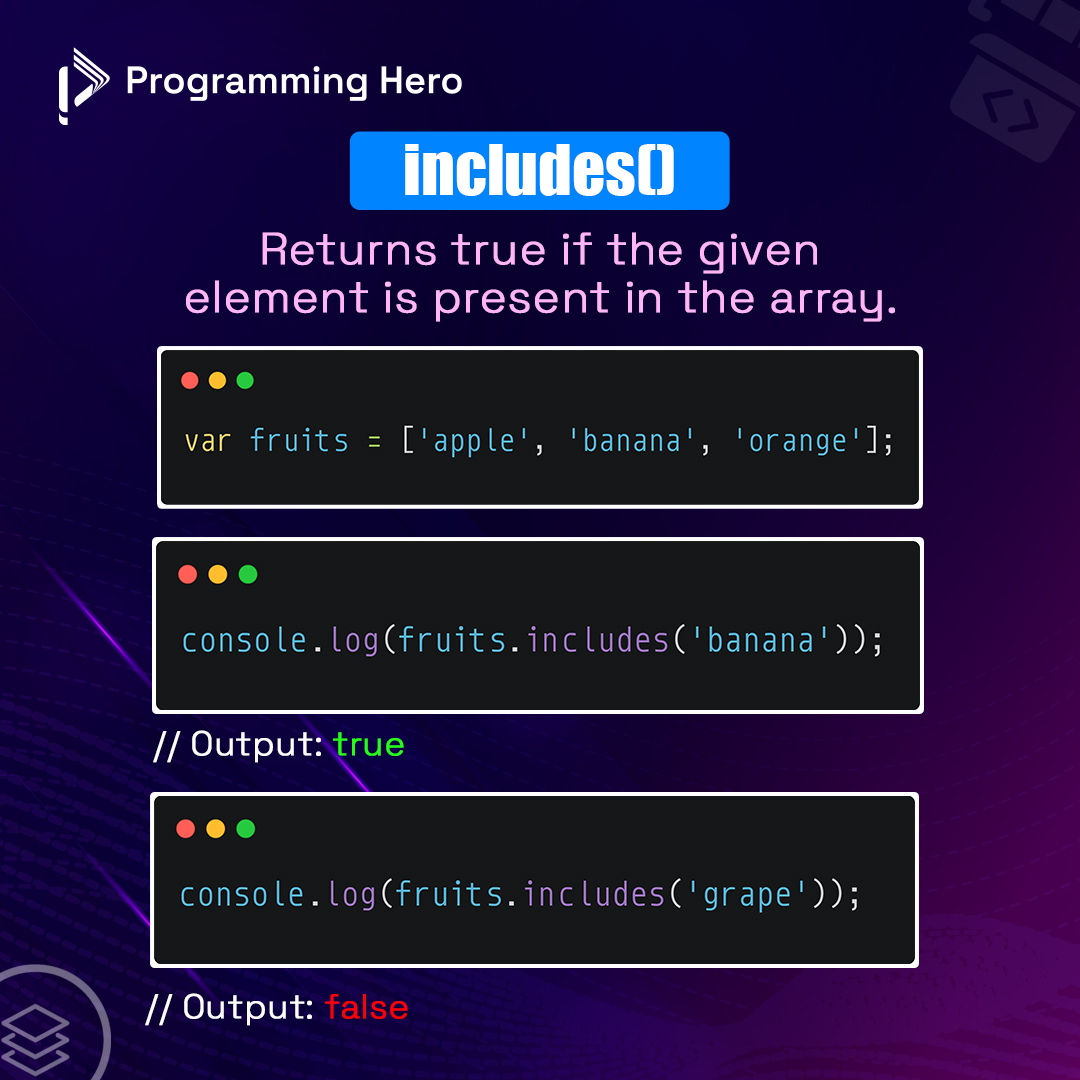 Programming Hero
includes()
Returns true if the given
element is present in the array.
var fruits = ['apple', 'banana', 'orange'];
console.log(fruits.includes('banana'));
// Output: true
console.log(fruits.includes('grape'));
// Output: false